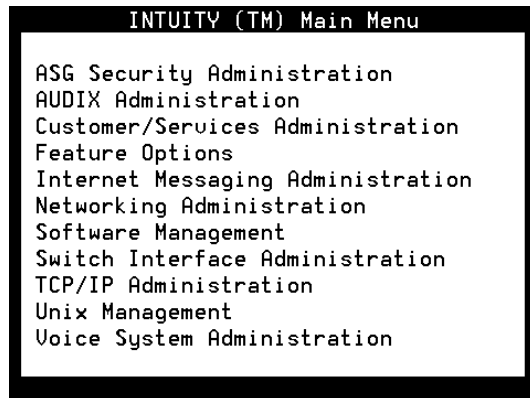 INTUITY (TM) Main Menu
ASG Security Administration
AUDIX Administration
Customer/Services Administration
Feature Options
Internet Messaging Administration
Networking Administration
Software Management
Switch Interface Administration
TCP/IP Administration
Unix Management
Voice System Administration